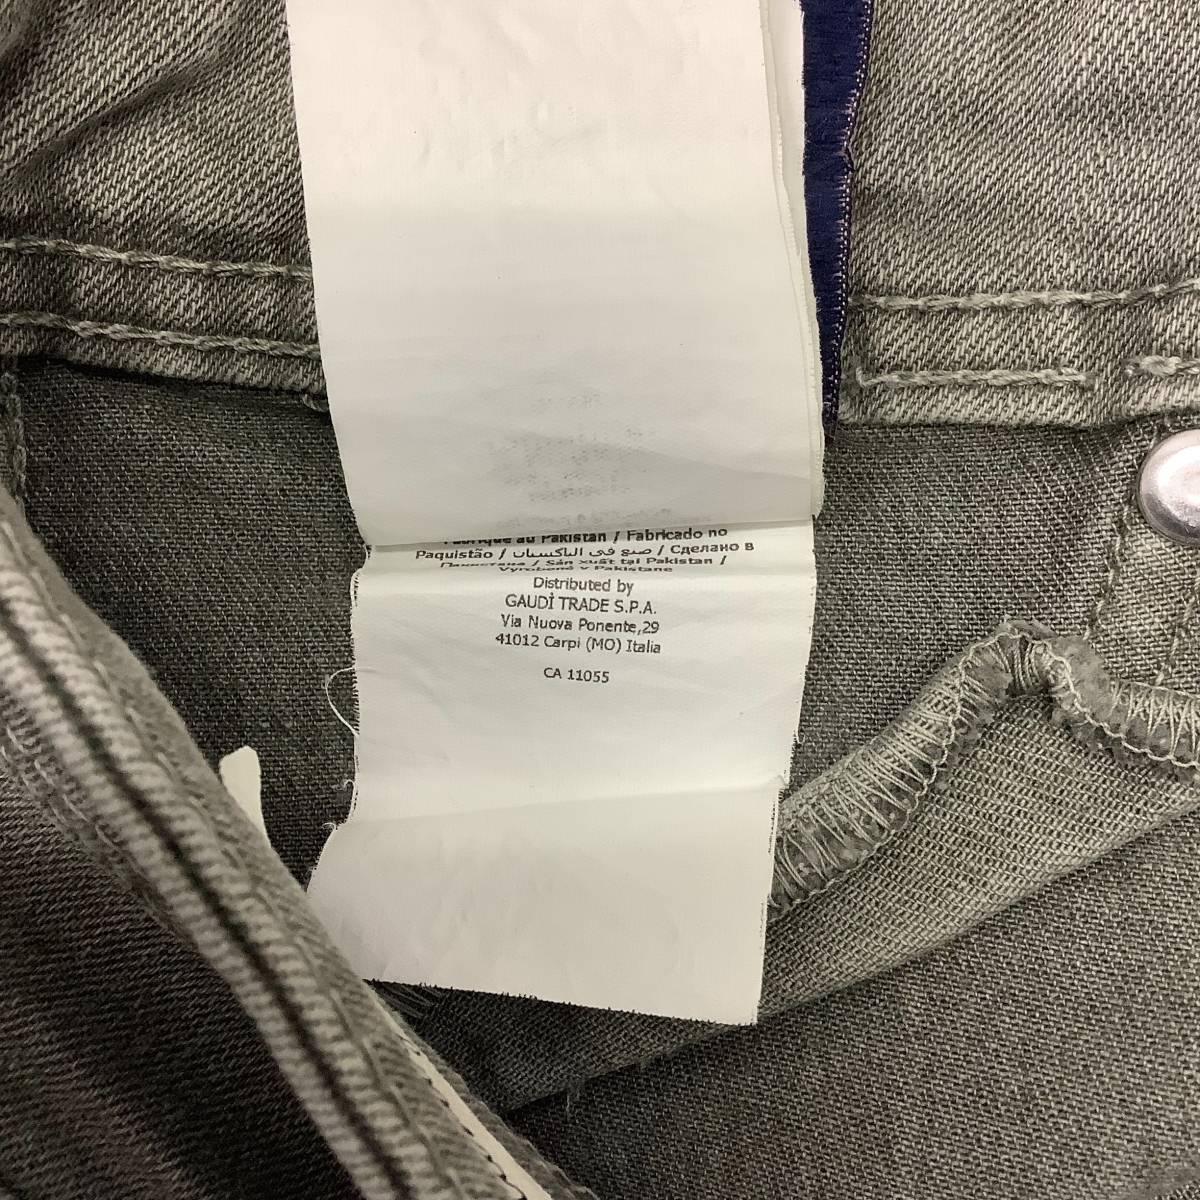 Fabriqué au Pakistan / Fabricado no
Paquistão / صنع في الباكستان / Сделано в
Пакистане / Sản xuất tại Pakistan /
Vyrobené v Pakistane
Distributed by
GAUDÌ TRADE S.P.A.
Via Nuova Ponente,29
41012 Carpi (MO) Italia
CA 11055